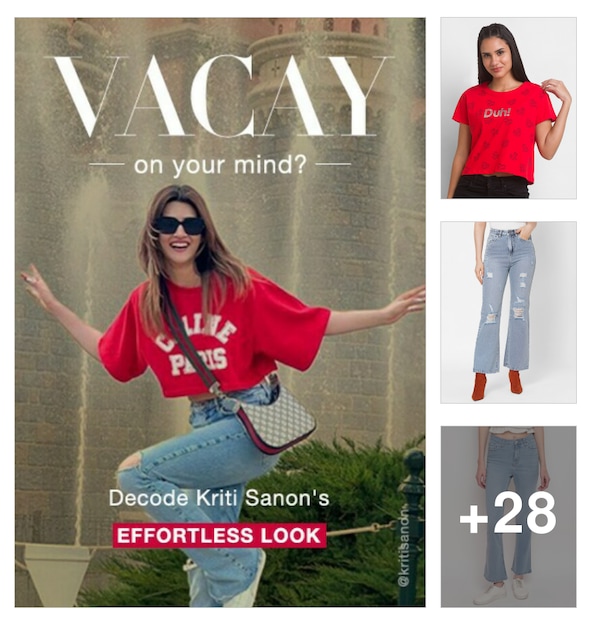 VACAY
on your mind?
CELINE
PARIS
Decode Kriti Sanon's
EFFORTLESS LOOK
@kritisanon
Duh!
+28